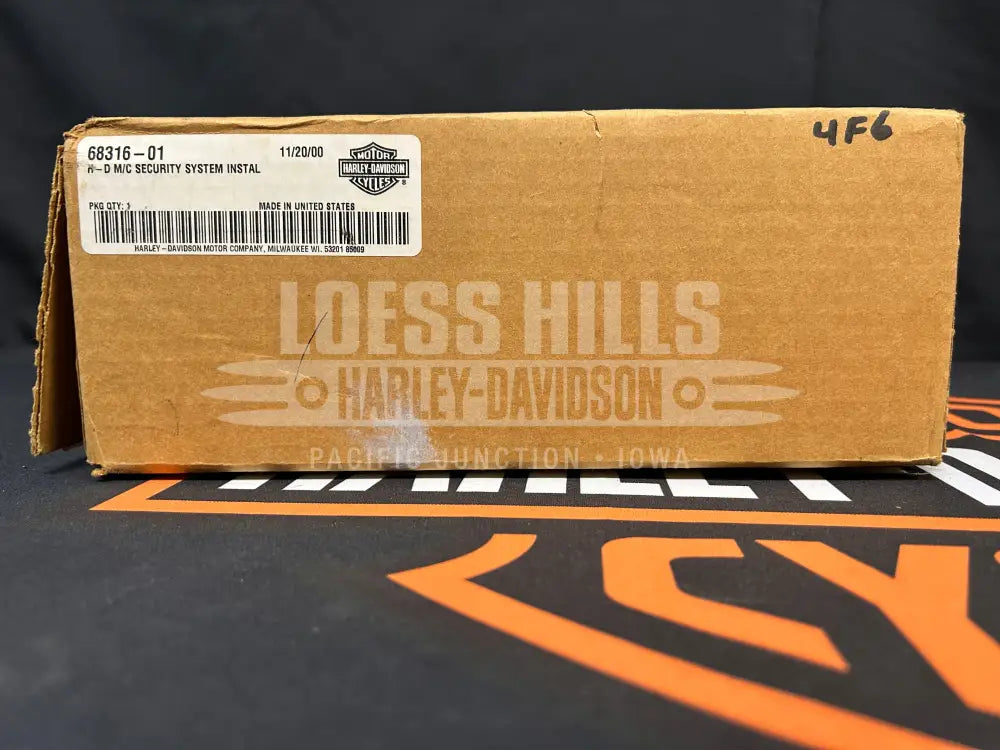 68316-01 11/20/00
H-D M/C SECURITY SYSTEM INSTAL
MOTOR
HARLEY-DAVIDSON
CYCLES
®
PKG QTY: 1 MADE IN UNITED STATES
HARLEY-DAVIDSON MOTOR COMPANY, MILWAUKEE WI. 53201 85009
4F6
LOESS HILLS
HARLEY-DAVIDSON
PACIFIC JUNCTION • IOWA